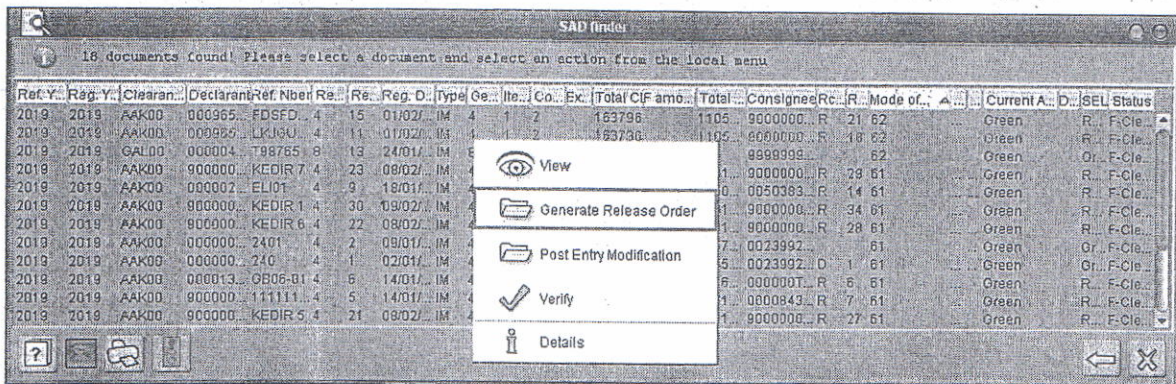 SAD finder
18 documents found! Please select a document and select an action from the local menu
Ref. Y... Reg. Y... Clearan... Declarant Ref. Nber Re... Re... Reg. D... Type Ge... Ite... Co... Ex... Total CIF amo... Total ... Consignee Rc... R... Mode of... Current A... D... SEL Status
2019 2019 AAK00 000965... FDSFD... 4 15 01/02/... IM 4 1 2 163796 1105... 9000000... R 21 62 Green R... F-Cle...
2019 2019 AAK00 000965... LKJGU... 4 11 01/02/... IM 1105... R 18 62 Green R... F-Cle...
2019 2019 GAL00 000004... T98765 8 13 24/01/... IM 9999999... 62 Green Gr... F-Cle...
2019 2019 AAK00 900000... KEDIR 7 4 23 08/02/... IM 9000000... R 29 61 Green R... F-Cle...
2019 2019 AAK00 000002... ELI01 4 9 18/01/... IM 0050383... R 14 61 Green R... F-Cle...
2019 2019 AAK00 900000... KEDIR 1 4 30 09/02/... IM 9000000... R 34 61 Green R... F-Cle...
2019 2019 AAK00 900000... KEDIR 6 4 22 08/02/... IM 9000000... R 28 61 Green R... F-Cle...
2019 2019 AAK00 000000... 2401 4 2 09/01/... IM 0023992... 61 Green Gr... F-Cle...
2019 2019 AAK00 000000... 240 4 1 02/01/... IM 0023992... D 1 61 Green Gr... F-Cle...
2019 2019 AAK00 000013... GB06-01 4 6 14/01/... IM R 6 61 Green R... F-Cle...
2019 2019 AAK00 900000... 111111... 4 5 14/01/... IM 0000843... R 7 61 Green R... F-Cle...
2019 2019 AAK00 900000... KEDIR 5 4 21 08/02/... IM 9000000... R 27 61 Green R... F-Cle...
View
Generate Release Order
Post Entry Modification
Verify
Details